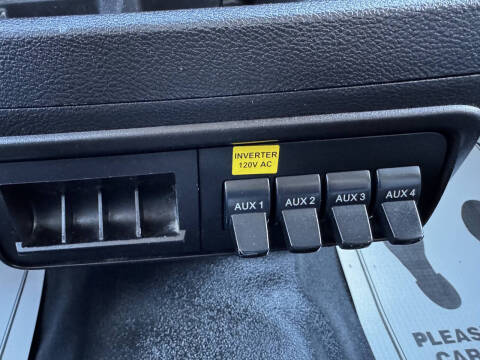 INVERTER
120V AC
AUX 1 AUX 2 AUX 3 AUX 4
PLEAS
CAR